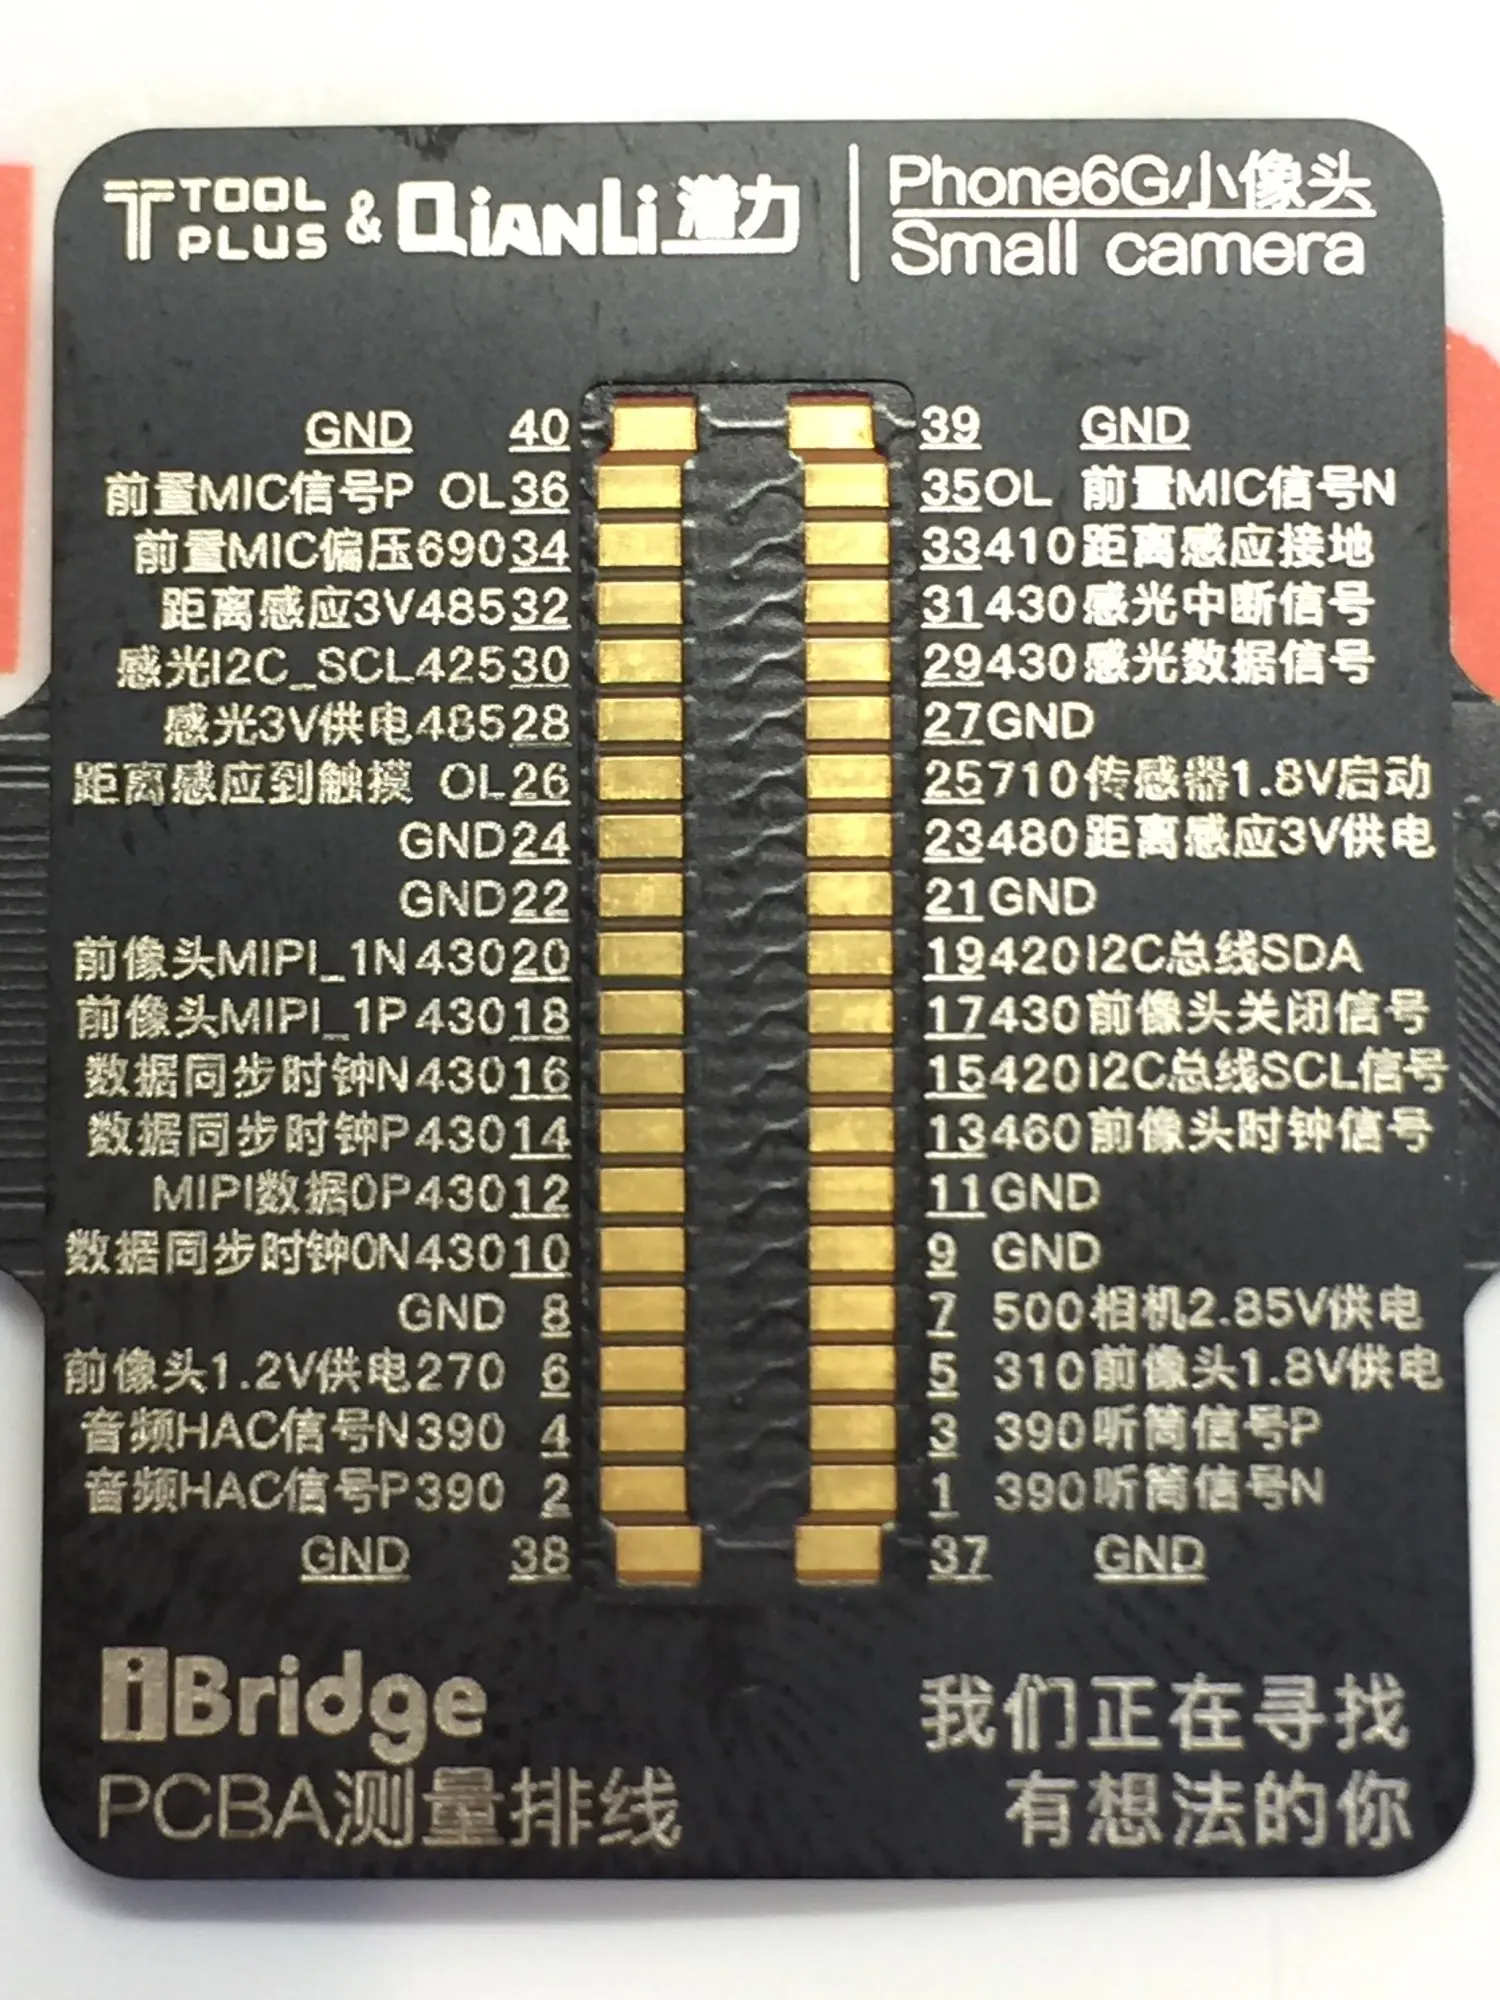 TOOL PLUS & QiANLi潜力
Phone6G小像头
Small camera
GND 40 39 GND
前置MIC信号P OL36 35OL 前置MIC信号N
前置MIC偏压69034 33410距离感应接地
距离感应3V48532 31430感光中断信号
感光I2C_SCL42530 29430感光数据信号
感光3V供电48528 27GND
距离感应到触摸 OL26 25710传感器1.8V启动
GND24 23480距离感应3V供电
GND22 21GND
前像头MIPI_1N43020 19420I2C总线SDA
前像头MIPI_1P43018 17430前像头关闭信号
数据同步时钟N43016 15420I2C总线SCL信号
数据同步时钟P43014 13460前像头时钟信号
MIPI数据0P43012 11GND
数据同步时钟0N43010 9 GND
GND 8 7 500相机2.85V供电
前像头1.2V供电270 6 5 310前像头1.8V供电
音频HAC信号N390 4 3 390听筒信号P
音频HAC信号P390 2 1 390听筒信号N
GND 38 37 GND
iBridge
PCBA测量排线
我们正在寻找
有想法的你